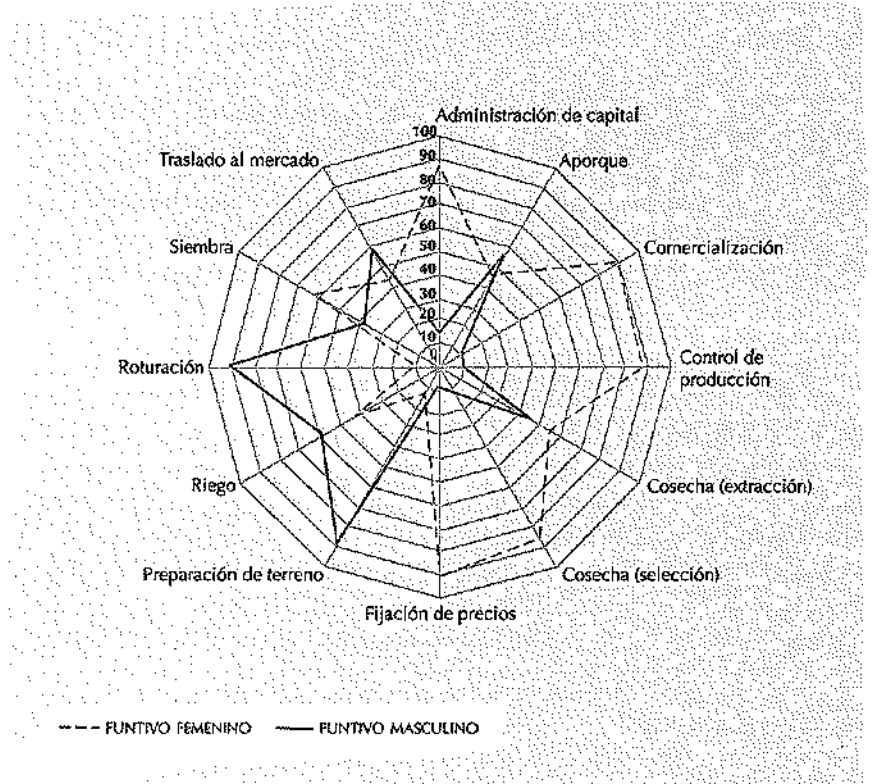 Administración de capital
100
90
80
70
60
50
40
30
20
10
0
Aporque
Comercialización
Control de
producción
Cosecha (extracción)
Cosecha (selección)
Fijación de precios
Preparación de terreno
Riego
Roturación
Siembra
Traslado al mercado
FUNTIVO FEMENINO
FUNTIVO MASCULINO